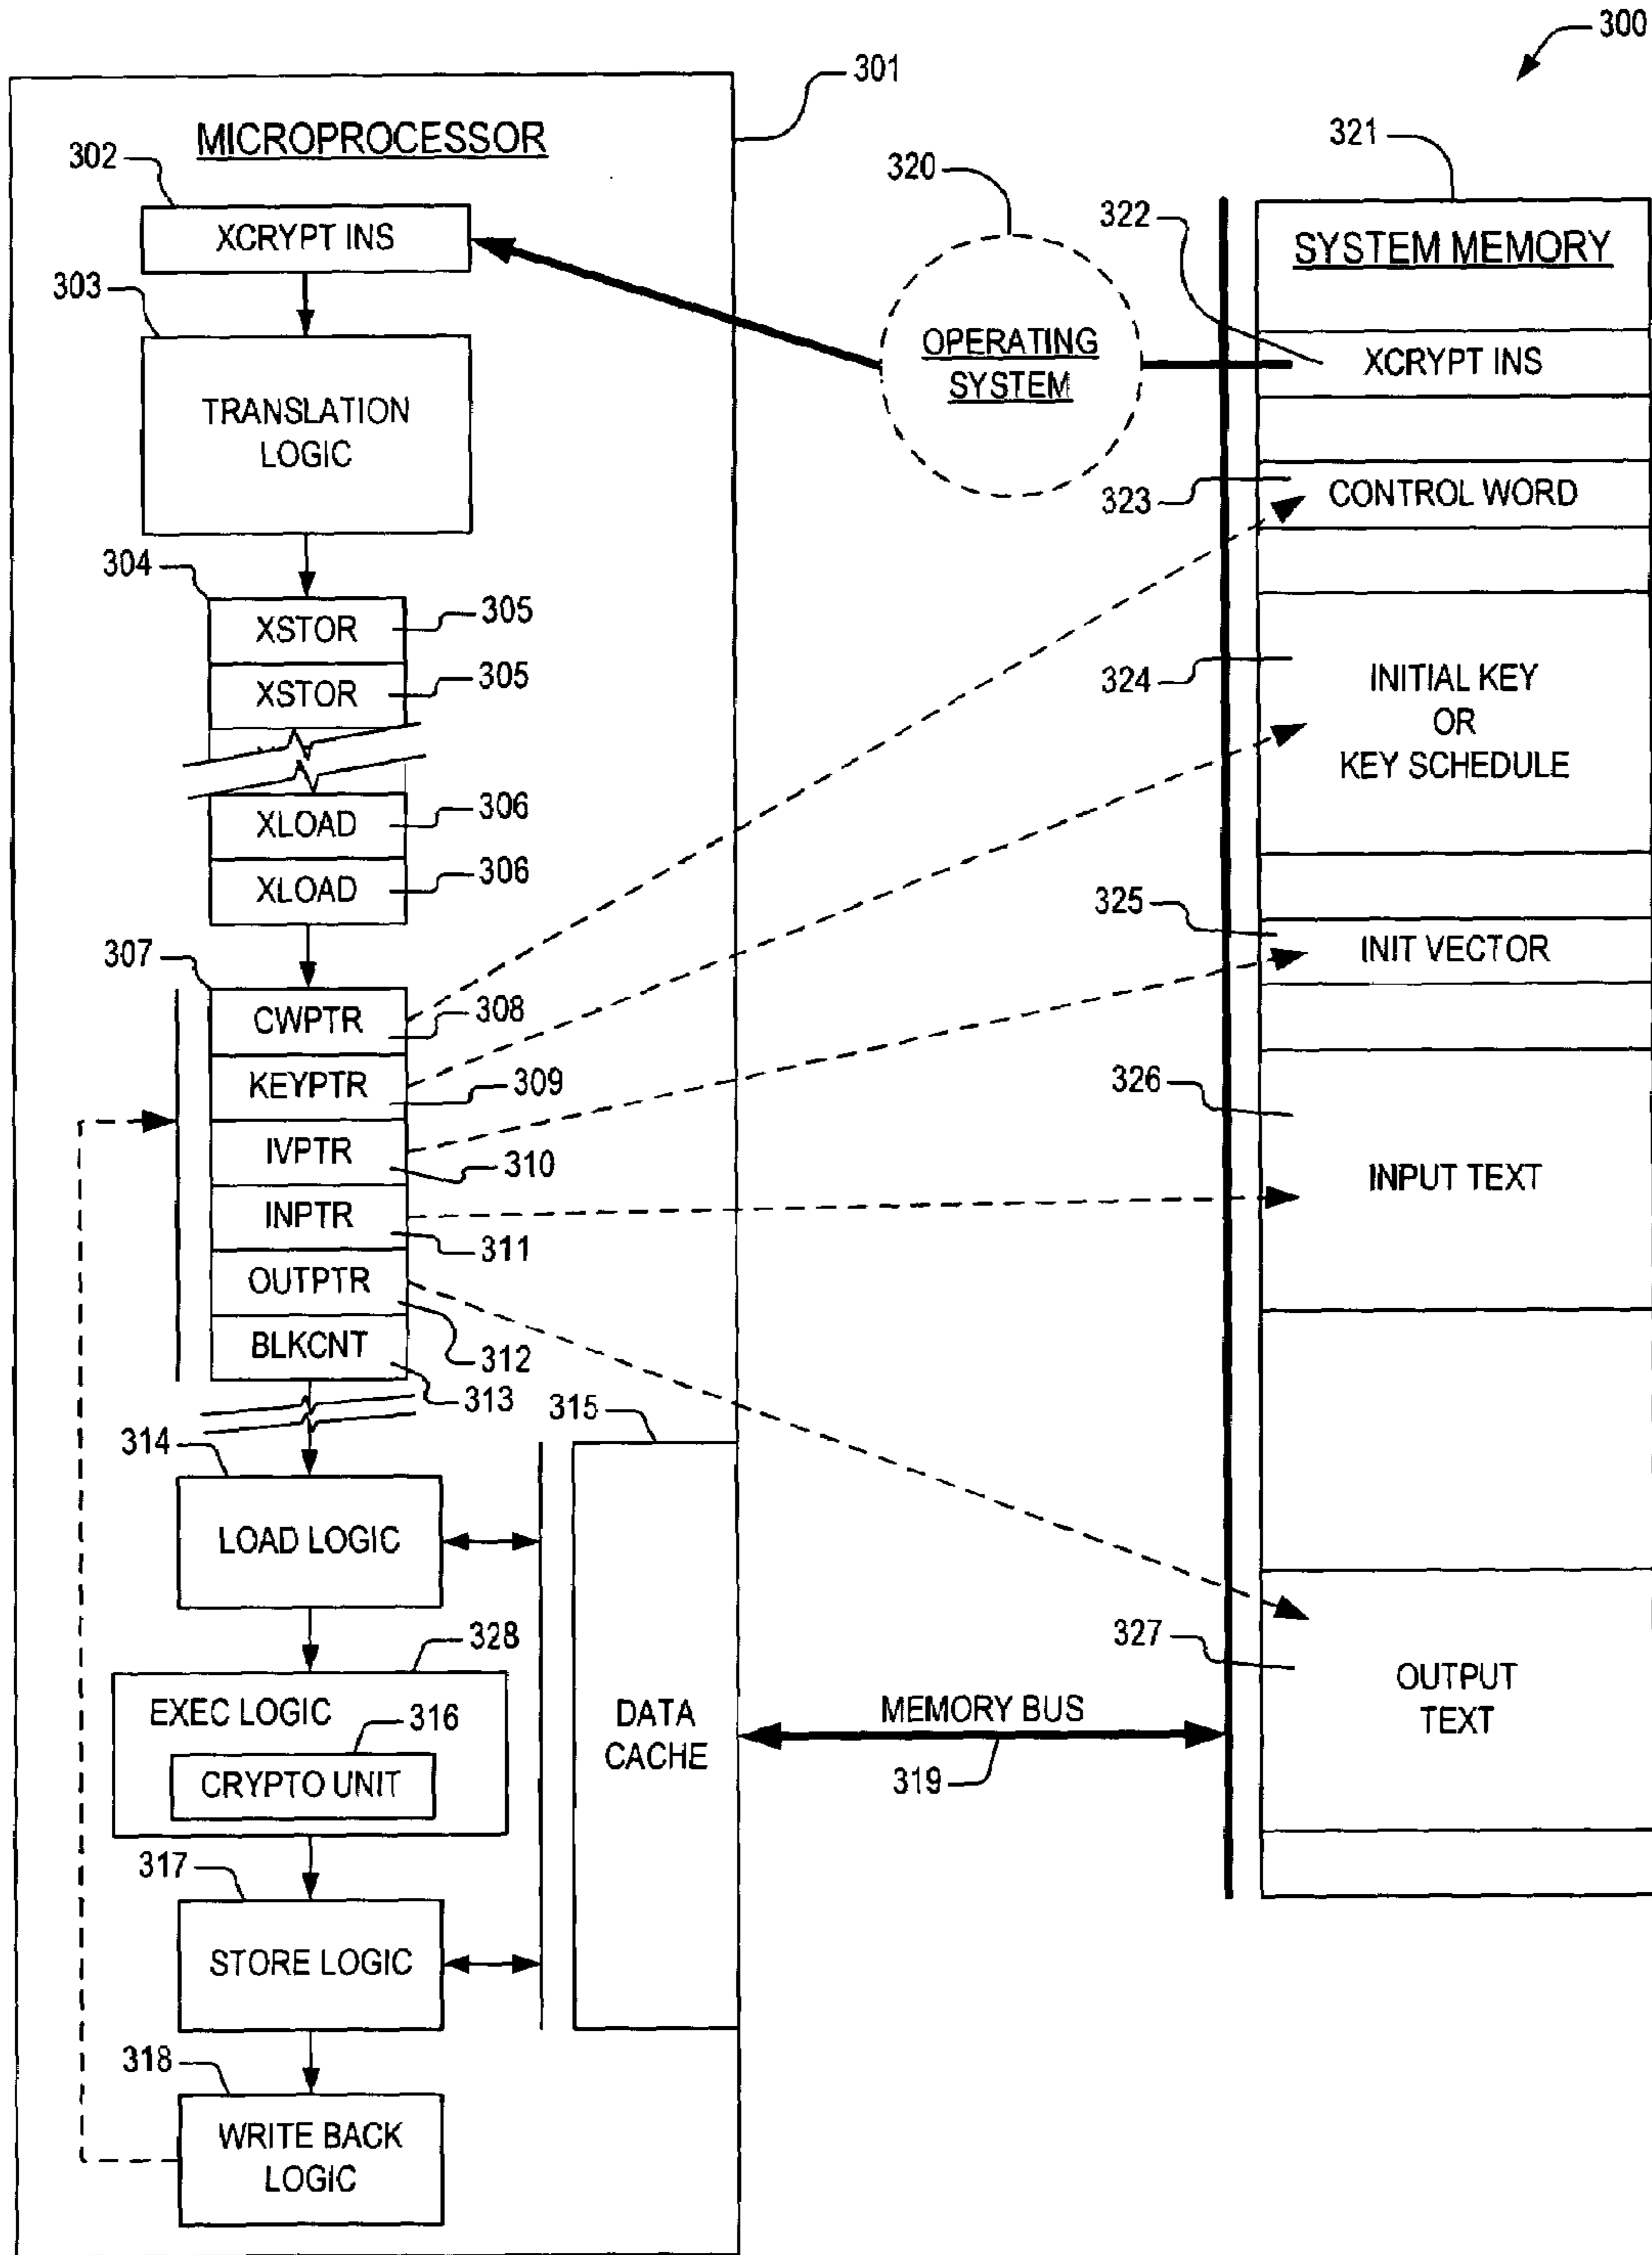 300
301
MICROPROCESSOR
302
XCRYPT INS
303
TRANSLATION
LOGIC
304
XSTOR
305
XSTOR
305
XLOAD
306
XLOAD
306
307
CWPTR
308
KEYPTR
309
IVPTR
310
INPTR
311
OUTPTR
312
BLKCNT
313
314
LOAD LOGIC
315
DATA
CACHE
328
EXEC LOGIC
316
CRYPTO UNIT
317
STORE LOGIC
318
WRITE BACK
LOGIC
MEMORY BUS
319
320
OPERATING
SYSTEM
321
SYSTEM MEMORY
322
XCRYPT INS
323
CONTROL WORD
324
INITIAL KEY
OR
KEY SCHEDULE
325
INIT VECTOR
326
INPUT TEXT
327
OUTPUT
TEXT